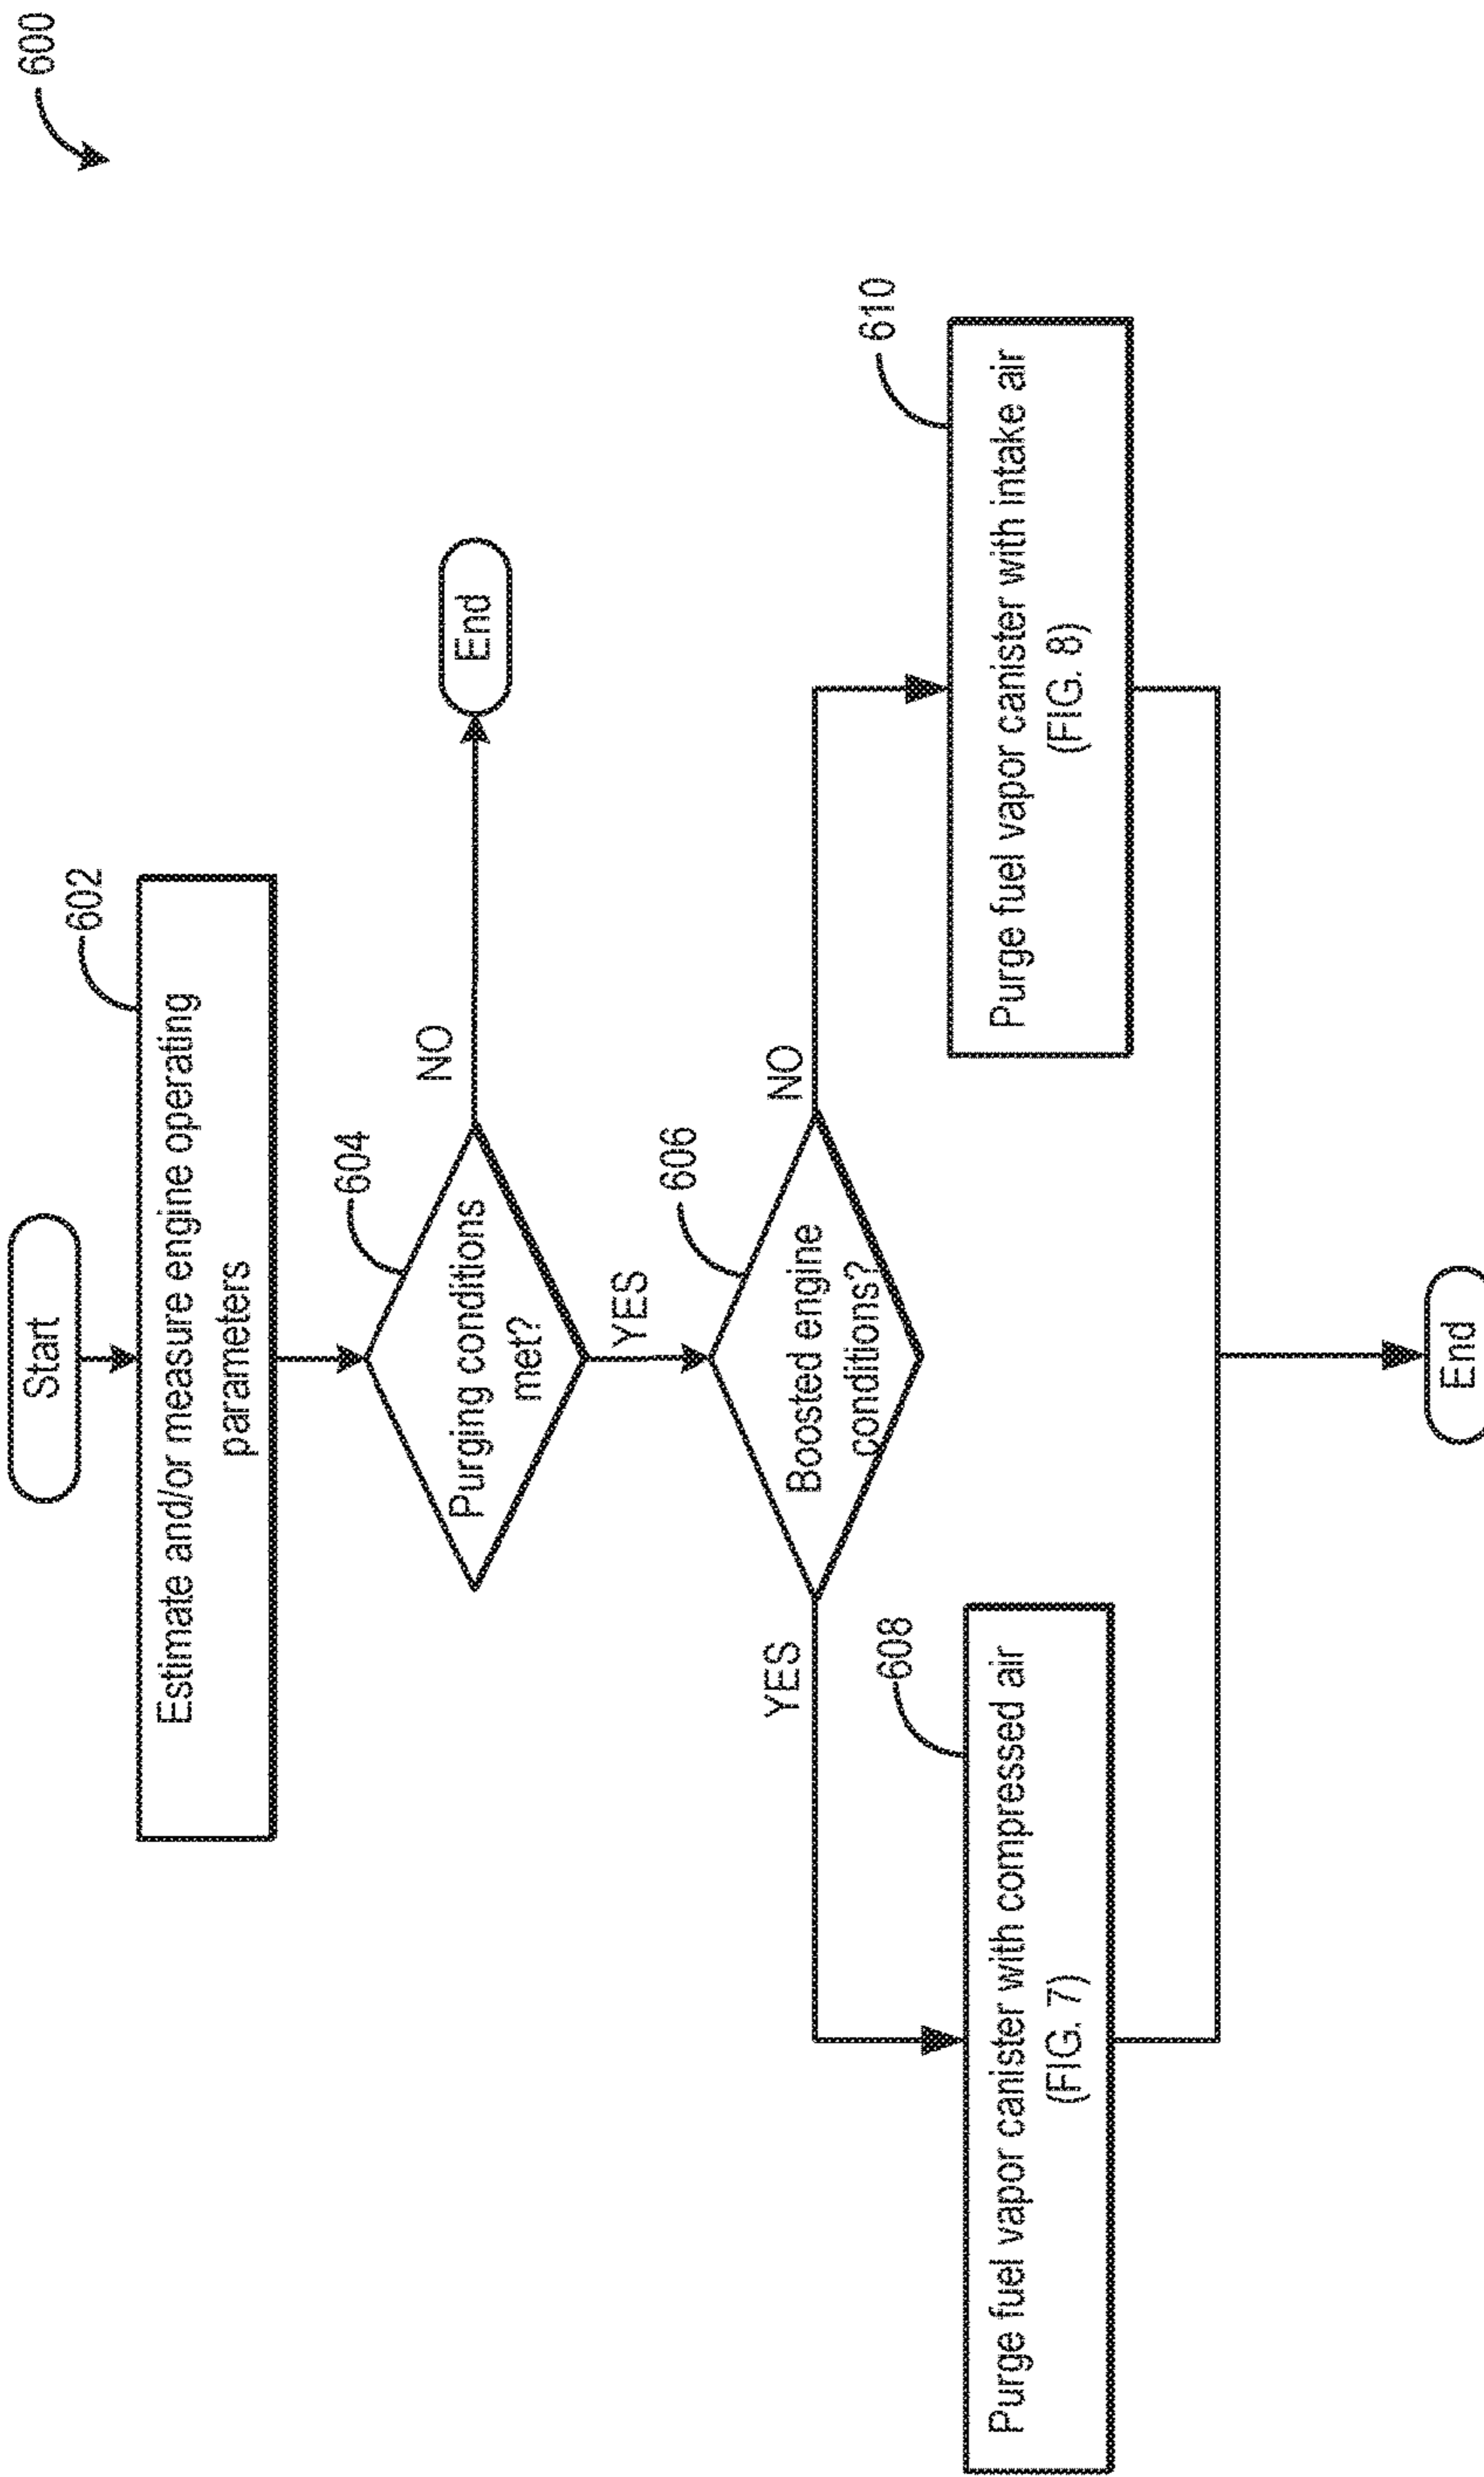 600
Start
602
Estimate and/or measure engine operating
parameters
604
Purging conditions
met?
NO
End
YES
606
Boosted engine
conditions?
YES
NO
608
Purge fuel vapor canister with compressed air
(FIG. 7)
610
Purge fuel vapor canister with intake air
(FIG. 8)
End